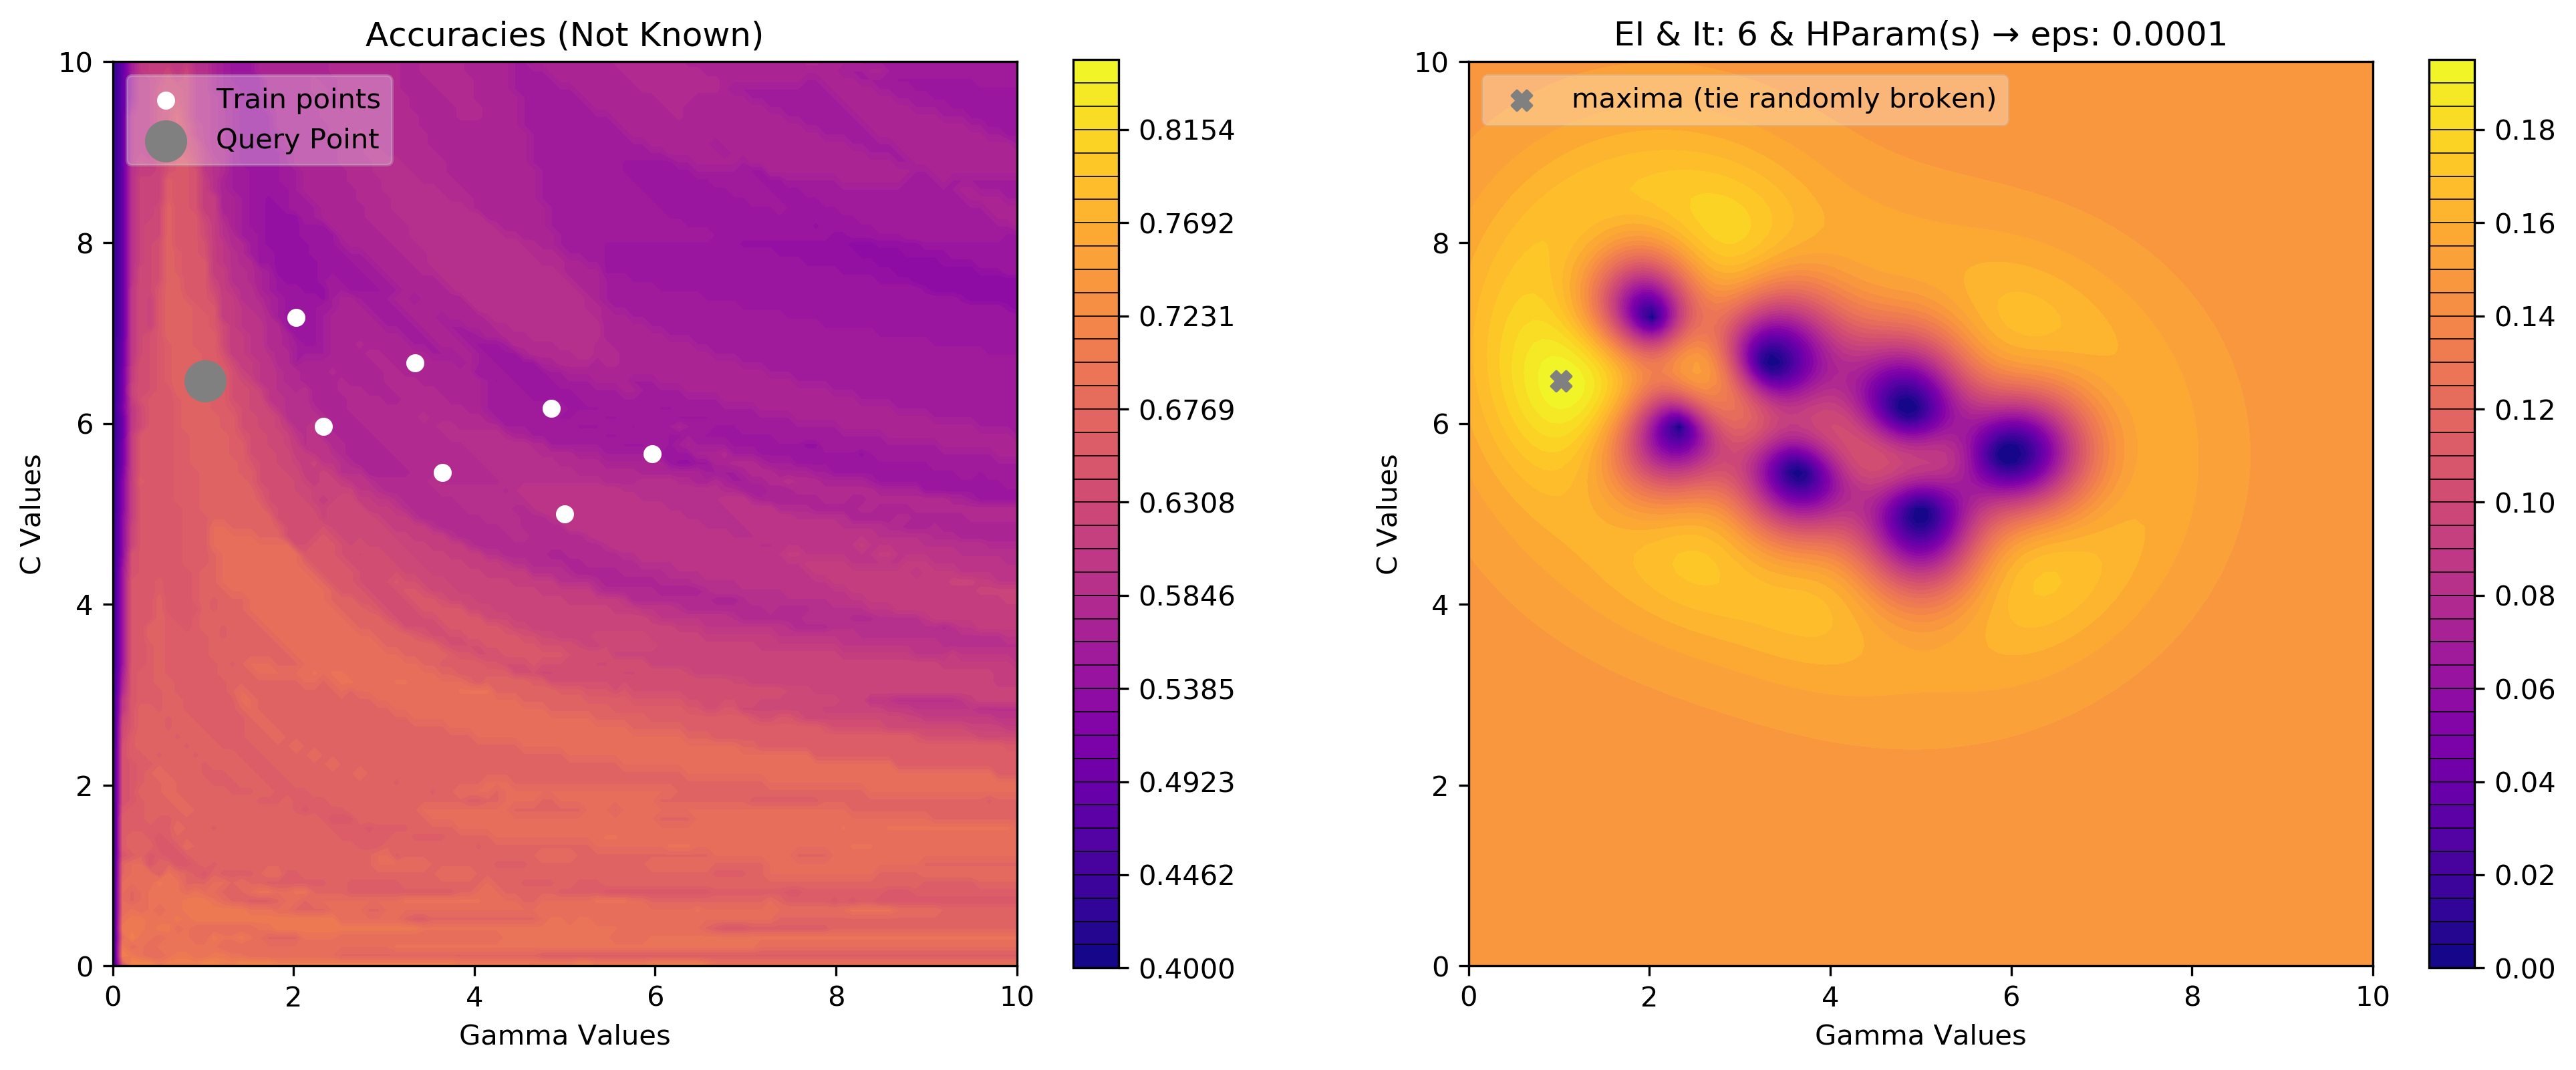 Accuracies (Not Known)
Train points
Query Point
C Values
10
8
6
4
2
0
0 2 4 6 8 10
Gamma Values
0.8154
0.7692
0.7231
0.6769
0.6308
0.5846
0.5385
0.4923
0.4462
0.4000
EI & It: 6 & HParam(s) → eps: 0.0001
maxima (tie randomly broken)
C Values
10
8
6
4
2
0
0 2 4 6 8 10
Gamma Values
0.18
0.16
0.14
0.12
0.10
0.08
0.06
0.04
0.02
0.00